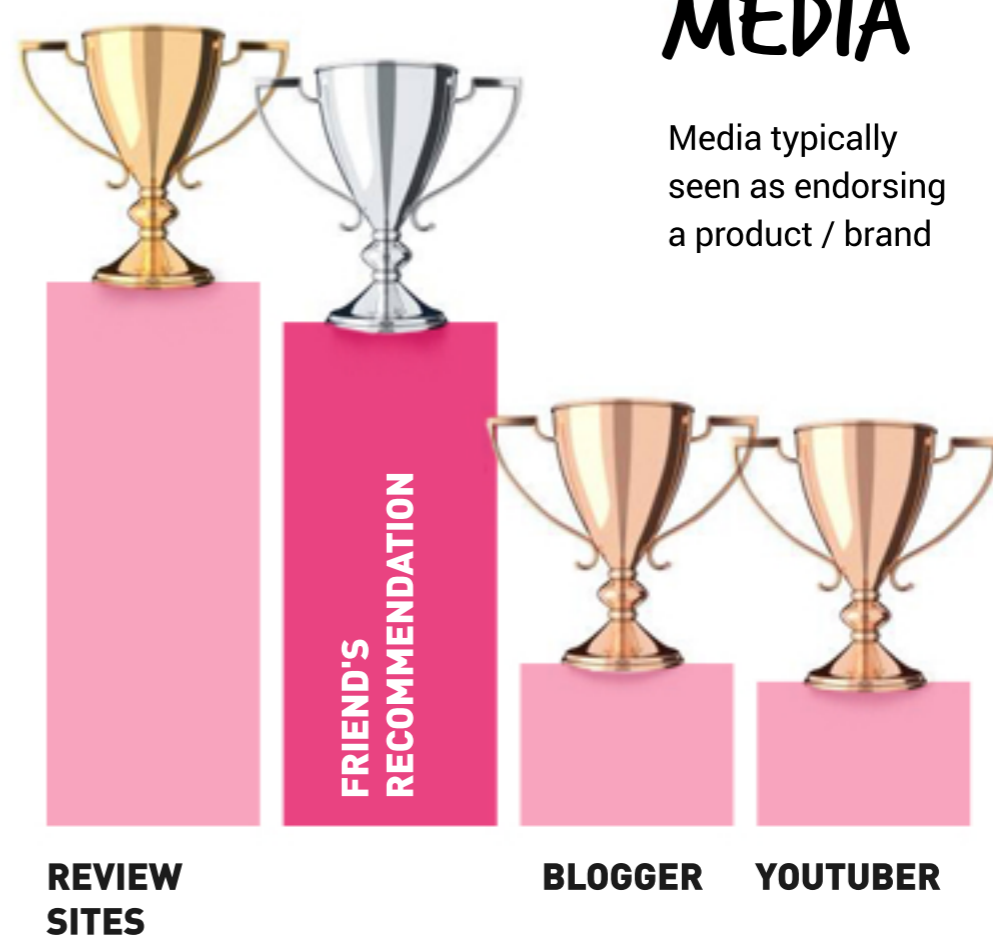 MEDIA
Media typically
seen as endorsing
a product / brand
FRIEND'S
RECOMMENDATION
REVIEW
SITES
BLOGGER
YOUTUBER